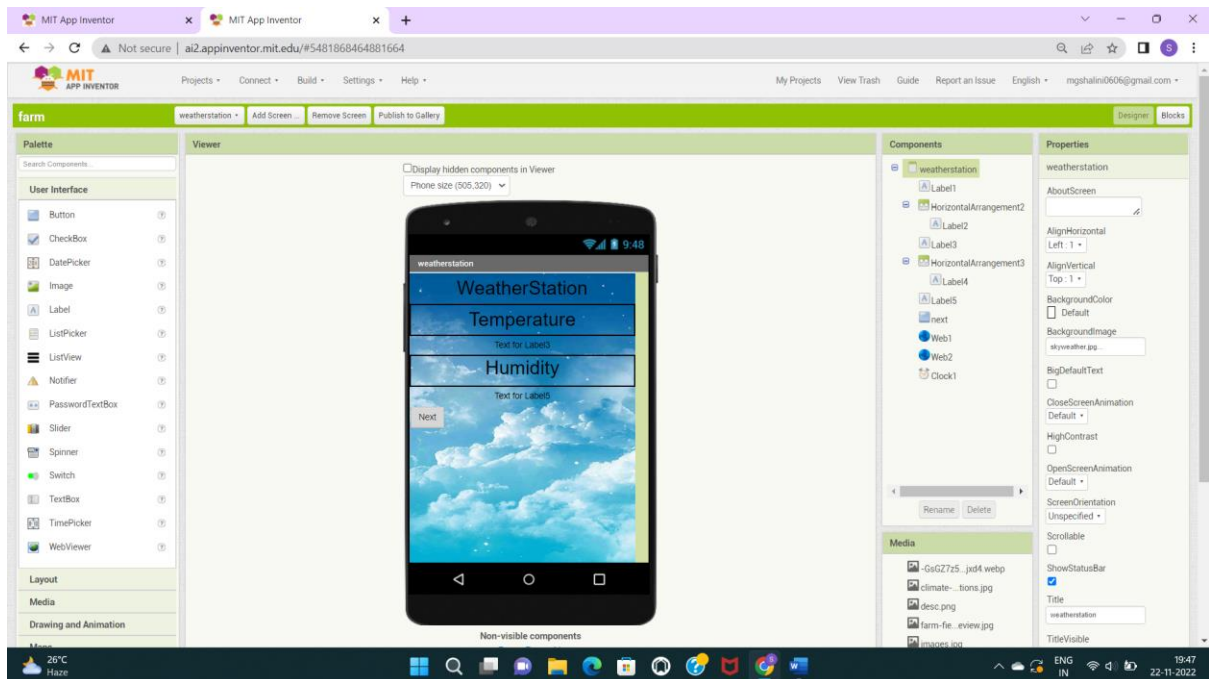 MIT App Inventor
MIT App Inventor
Not secure
ai2.appinventor.mit.edu/#5481868464881664
MIT
APP INVENTOR
Projects
Connect
Build
Settings
Help
My Projects
View Trash
Guide
Report an Issue
English
mgshalini0606@gmail.com
farm
weatherstation
Add Screen ...
Remove Screen
Publish to Gallery
Designer
Blocks
Palette
Search Components...
User Interface
Button
CheckBox
DatePicker
Image
Label
ListPicker
ListView
Notifier
PasswordTextBox
Slider
Spinner
Switch
TextBox
TimePicker
WebViewer
Layout
Media
Drawing and Animation
Maps
Viewer
Display hidden components in Viewer
Phone size (505,320)
9:48
weatherstation
WeatherStation
Temperature
Text for Label3
Humidity
Text for Label5
Next
Non-visible components
Components
weatherstation
Label1
HorizontalArrangement2
Label2
Label3
HorizontalArrangement3
Label4
Label5
next
Web1
Web2
Clock1
Rename
Delete
Media
-GsGZ7z5...jxd4.webp
climate-...tions.jpg
desc.png
farm-fie...eview.jpg
images.jpg
Properties
weatherstation
AboutScreen
AlignHorizontal
Left : 1
AlignVertical
Top : 1
BackgroundColor
Default
BackgroundImage
skyweather.jpg...
BigDefaultText
CloseScreenAnimation
Default
HighContrast
OpenScreenAnimation
Default
ScreenOrientation
Unspecified
Scrollable
ShowStatusBar
Title
weatherstation
TitleVisible
26°C
Haze
ENG
IN
19:47
22-11-2022